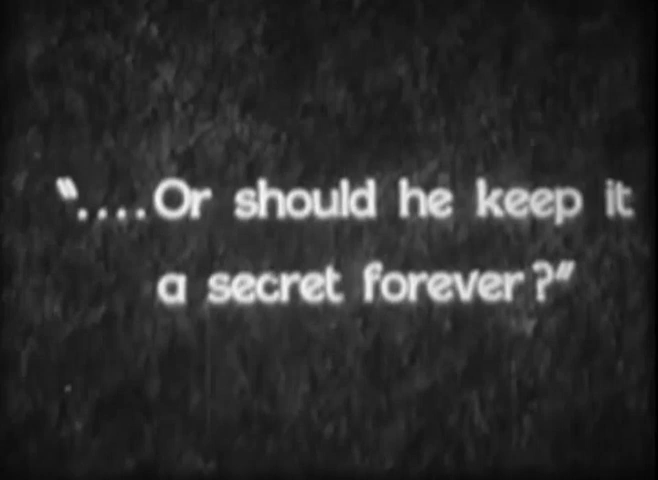 “....Or should he keep it
a secret forever?”